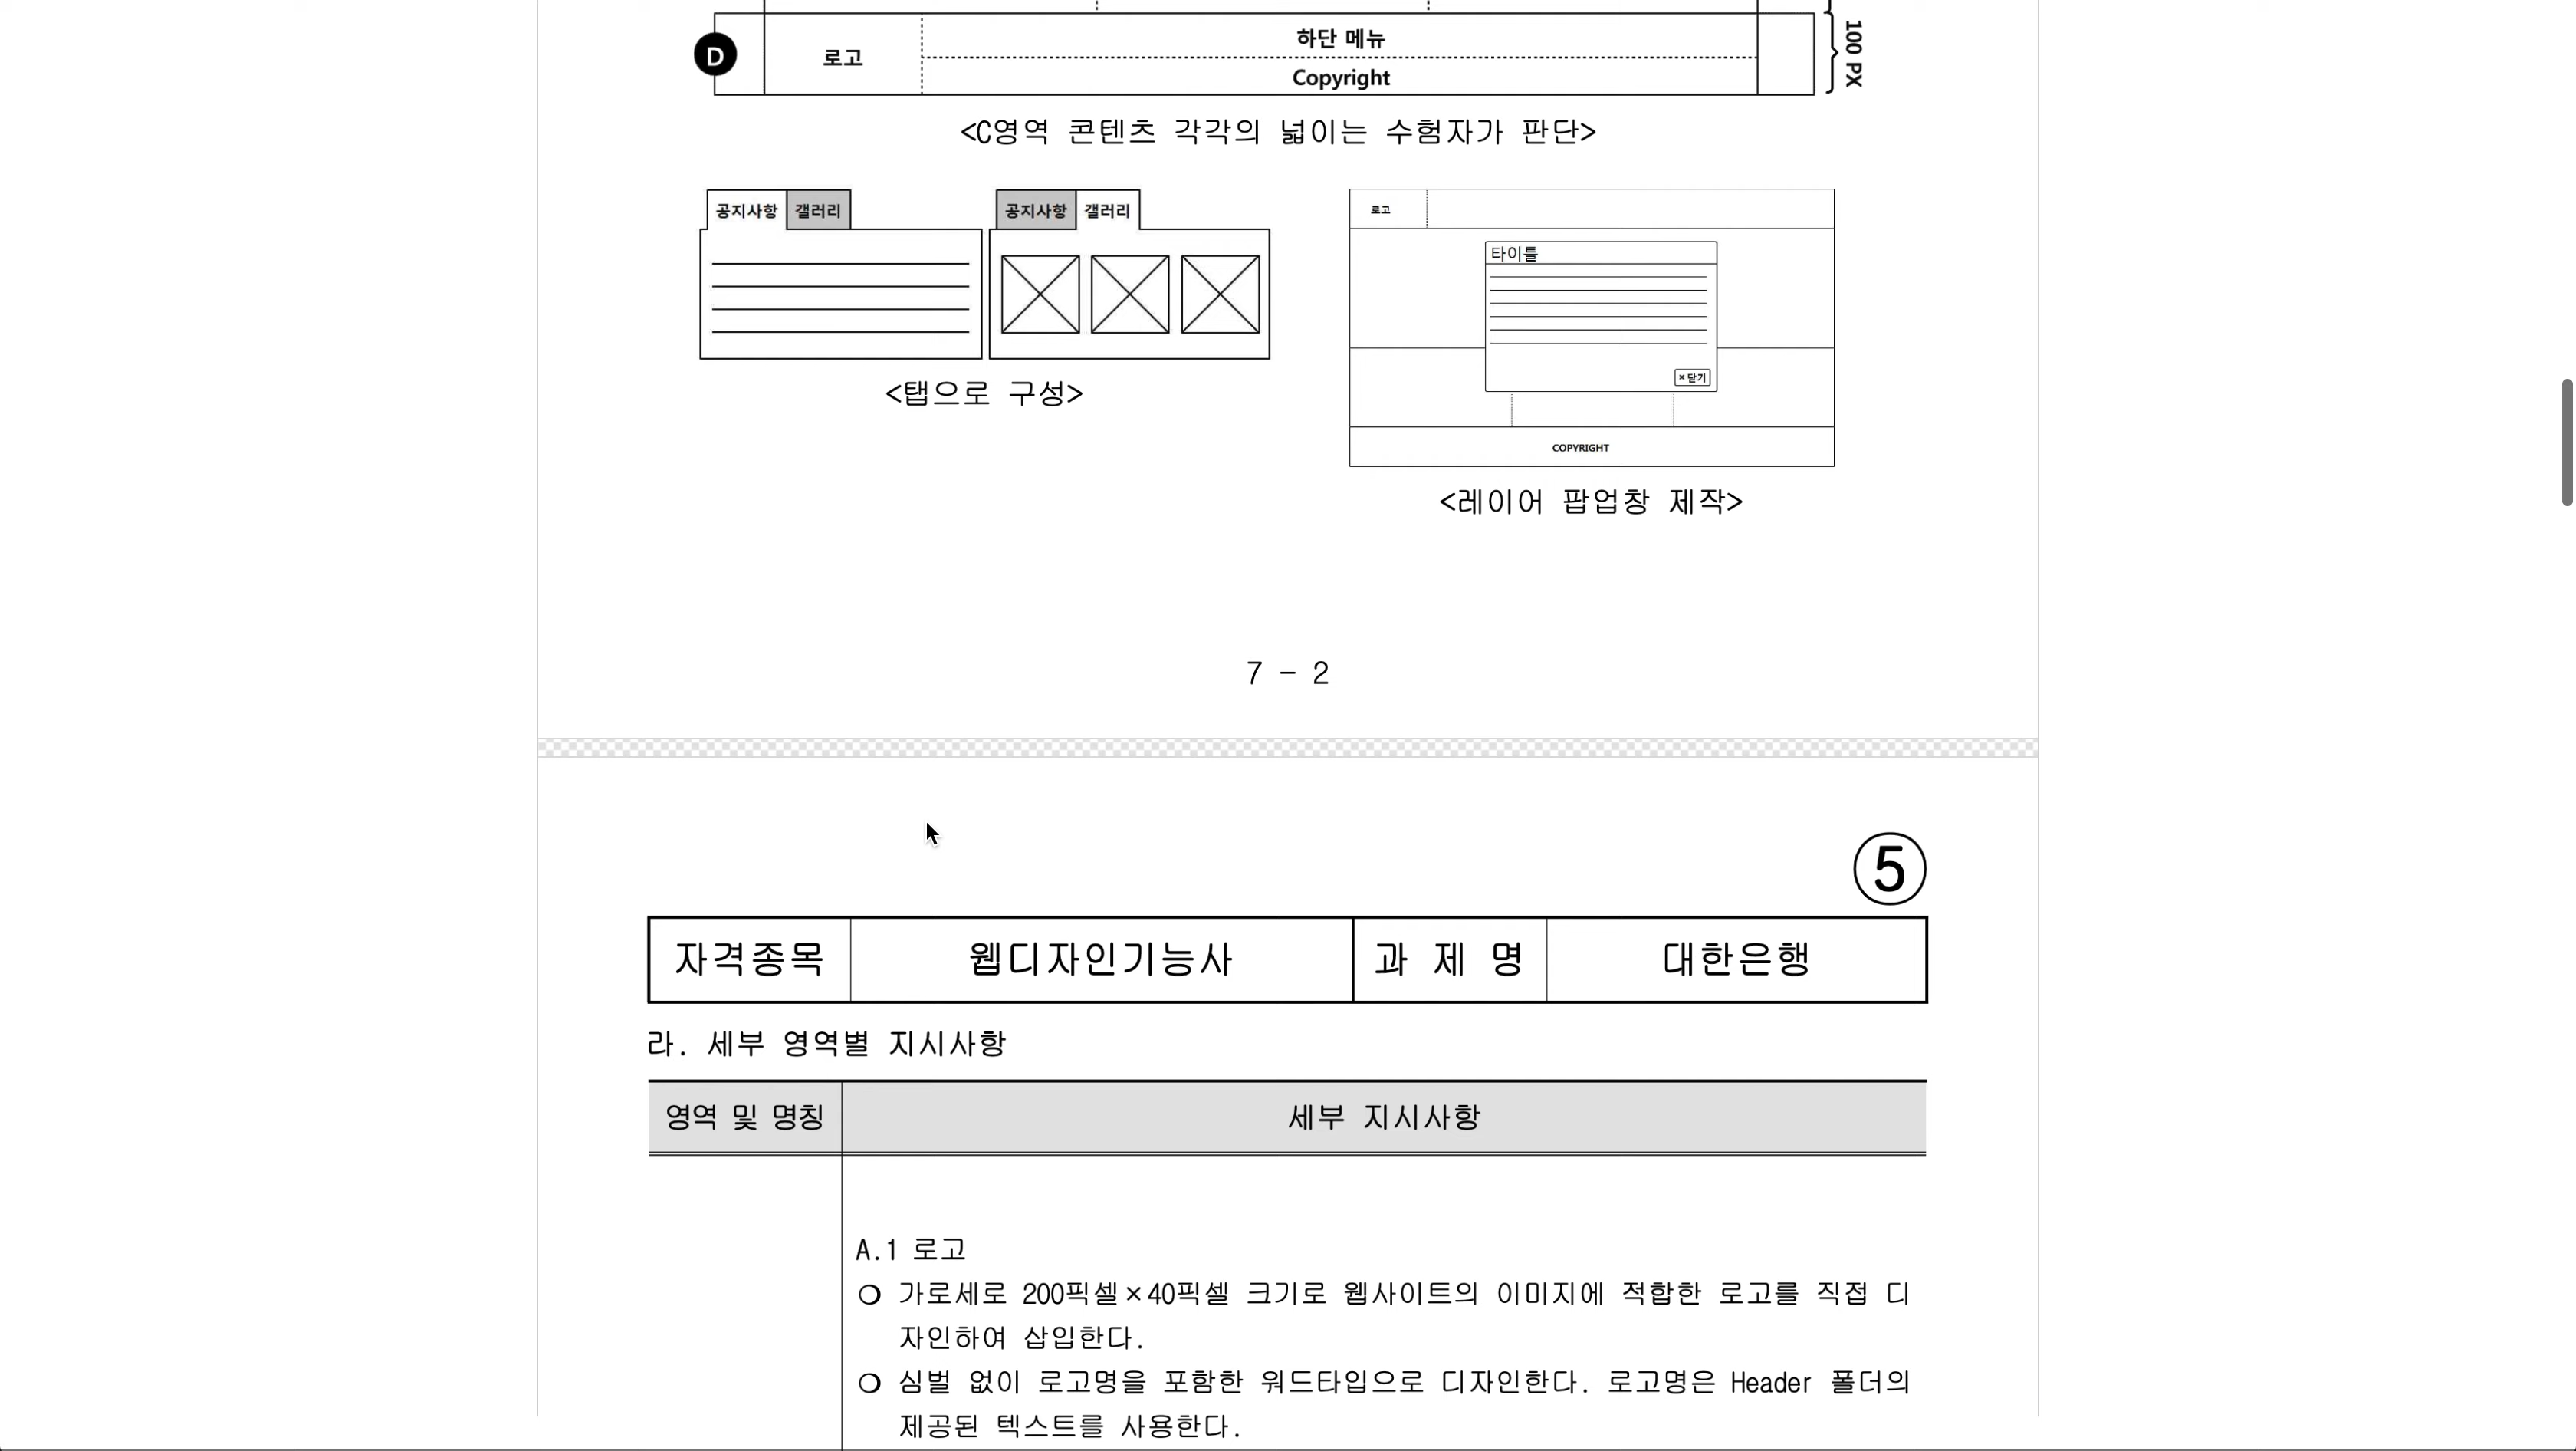 D
로고
하단 메뉴
Copyright
100 PX
<C영역 콘텐츠 각각의 넓이는 수험자가 판단>
공지사항 갤러리
공지사항 갤러리
<탭으로 구성>
로고
타이틀
× 닫기
COPYRIGHT
<레이어 팝업창 제작>
7 - 2
⑤
자격종목 웹디자인기능사 과 제 명 대한은행
라. 세부 영역별 지시사항
영역 및 명칭 세부 지시사항
A.1 로고
❍ 가로세로 200픽셀×40픽셀 크기로 웹사이트의 이미지에 적합한 로고를 직접 디
자인하여 삽입한다.
❍ 심벌 없이 로고명을 포함한 워드타입으로 디자인한다. 로고명은 Header 폴더의
제공된 텍스트를 사용한다.